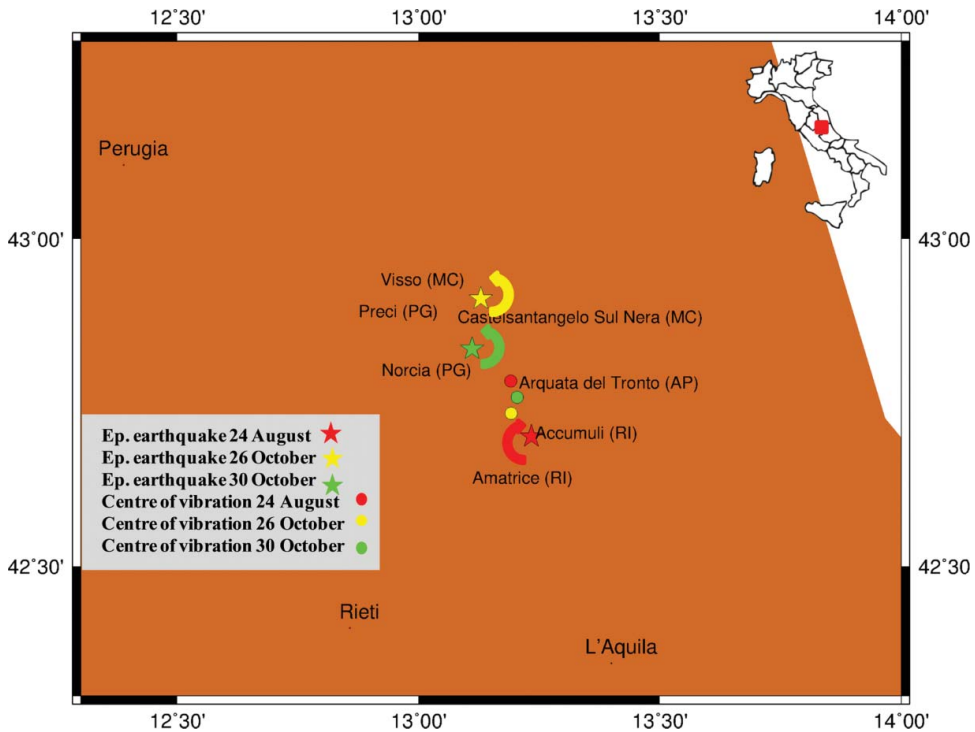 12°30' 13°00' 13°30' 14°00'
Perugia
43°00' 43°00'
Visso (MC)
Preci (PG)
Castelsantangelo Sul Nera (MC)
Norcia (PG)
Arquata del Tronto (AP)
Accumuli (RI)
Amatrice (RI)
Ep. earthquake 24 August
Ep. earthquake 26 October
Ep. earthquake 30 October
Centre of vibration 24 August
Centre of vibration 26 October
Centre of vibration 30 October
42°30' 42°30'
Rieti
L'Aquila
12°30' 13°00' 13°30' 14°00'